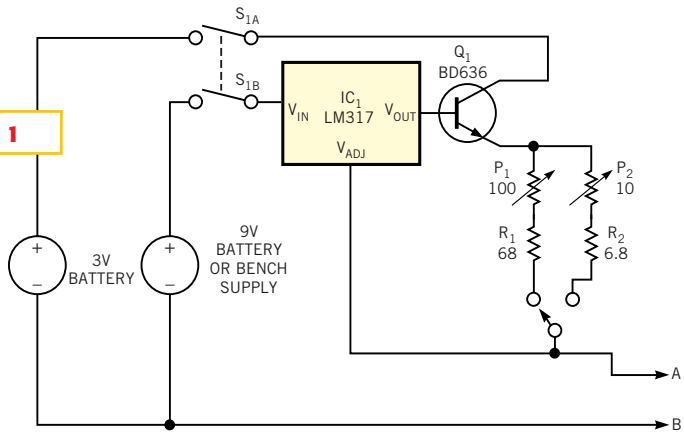 S1A
Q1
BD636
S1B
IC1
LM317
VIN
VOUT
VADJ
1
P1
100
P2
10
R1
68
R2
6.8
+
3V
BATTERY
−
+
9V
BATTERY
OR BENCH
SUPPLY
−
A
B